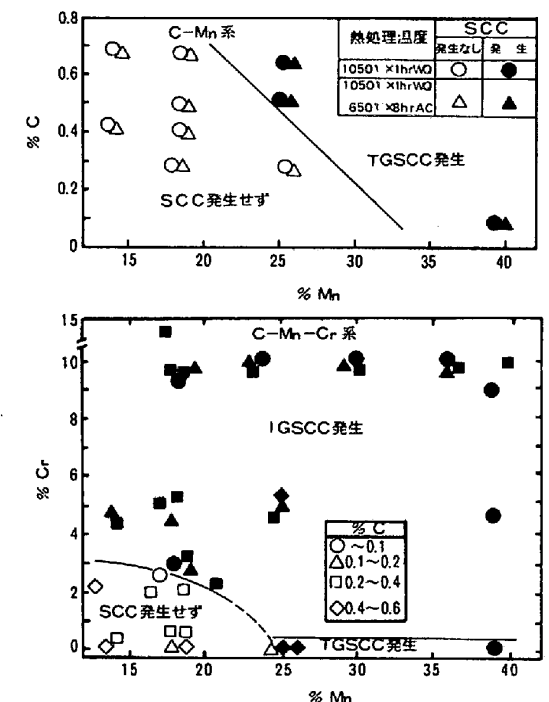 C-Mn系
熱処理温度
SCC
発生なし 発 生
1050℃×1hrWQ
1050℃×1hrWQ
650℃×8hrAC
% C
0.8
0.6
0.4
0.2
0
TGSCC発生
SCC発生せず
15 20 25 30 35 40
% Mn
C-Mn-Cr系
% Cr
15
10
8
6
4
2
0
IGSCC発生
% C
~0.1
0.1~0.2
0.2~0.4
0.4~0.6
SCC発生せず
TGSCC発生
15 20 25 30 35 40
% Mn